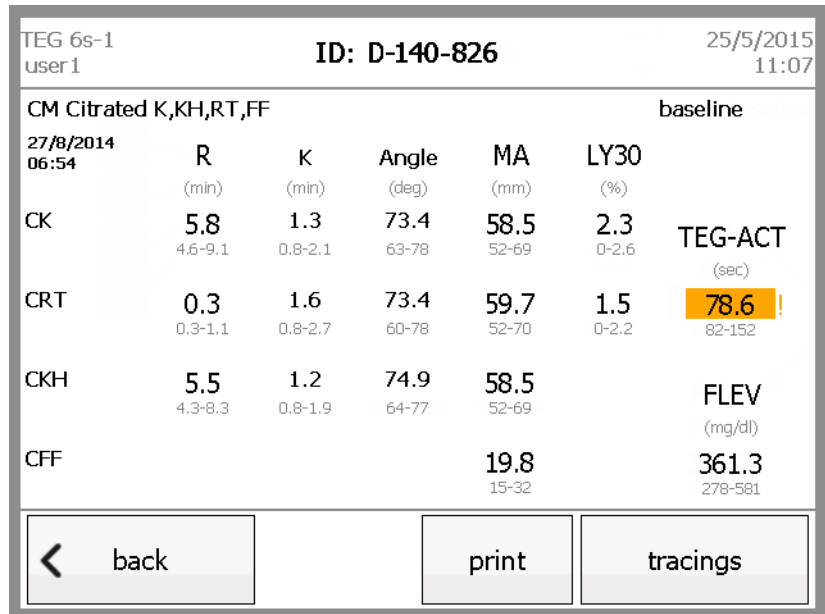 TEG 6s-1
user1
ID: D-140-826
25/5/2015
11:07
CM Citrated K,KH,RT,FF
baseline
27/8/2014
06:54
R K Angle MA LY30
(min) (min) (deg) (mm) (%)
CK 5.8 1.3 73.4 58.5 2.3
4.6-9.1 0.8-2.1 63-78 52-69 0-2.6
TEG-ACT
(sec)
CRT 0.3 1.6 73.4 59.7 1.5 78.6 !
0.3-1.1 0.8-2.7 60-78 52-70 0-2.2 82-152
CKH 5.5 1.2 74.9 58.5
4.3-8.3 0.8-1.9 64-77 52-69
FLEV
(mg/dl)
CFF 19.8 361.3
15-32 278-581
back print tracings